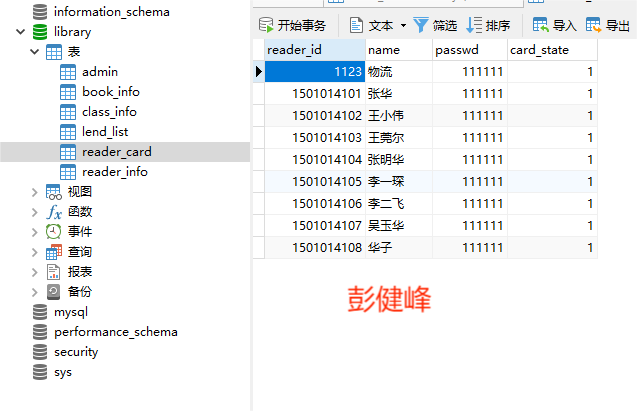 information_schema
library
表
admin
book_info
class_info
lend_list
reader_card
reader_info
视图
fx 函数
事件
查询
报表
备份
mysql
performance_schema
security
sys
开始事务 文本 筛选 排序 导入 导出
reader_id name passwd card_state
1123 物流 111111 1
1501014101 张华 111111 1
1501014102 王小伟 111111 1
1501014103 王莞尔 111111 1
1501014104 张明华 111111 1
1501014105 李一琛 111111 1
1501014106 李二飞 111111 1
1501014107 吴玉华 111111 1
1501014108 华子 111111 1
彭健峰